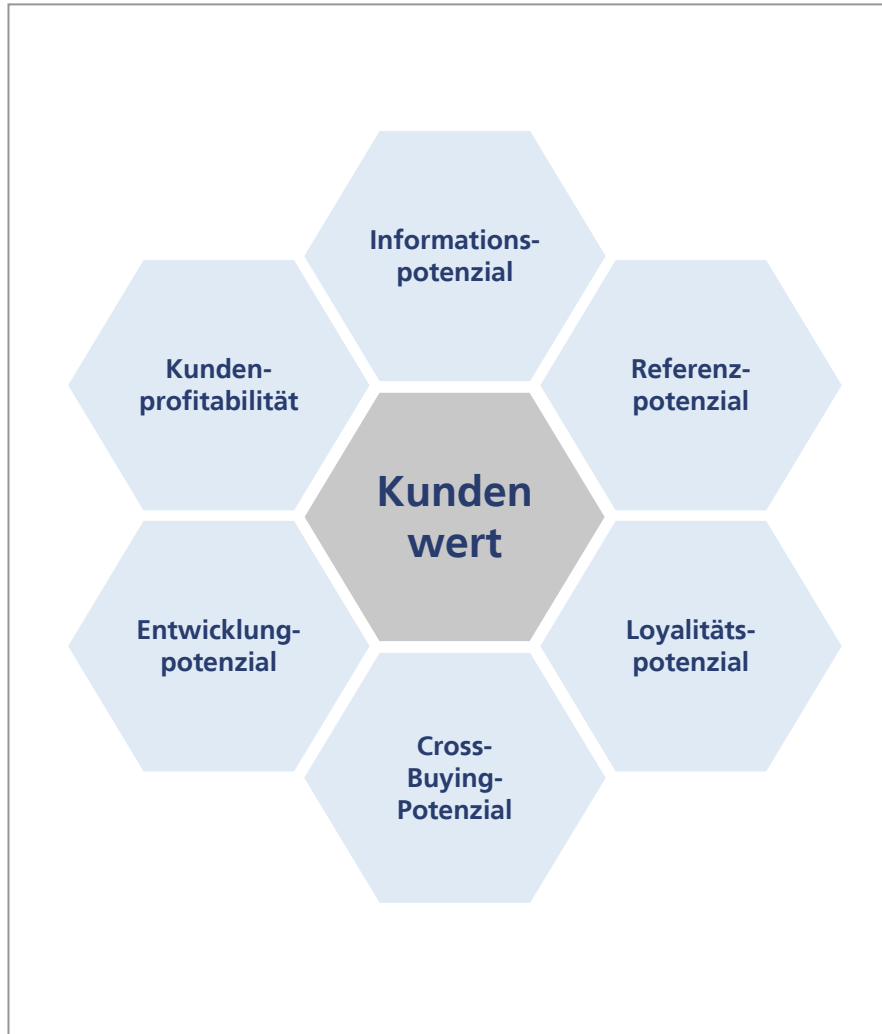 Informations-
potenzial
Kunden-
profitabilität
Referenz-
potenzial
Kunden
wert
Entwicklung-
potenzial
Loyalitäts-
potenzial
Cross-
Buying-
Potenzial